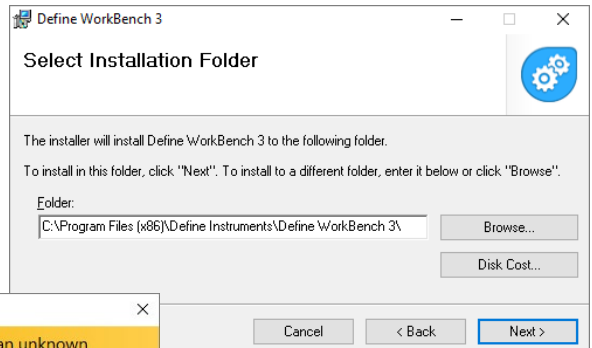 Define WorkBench 3
Select Installation Folder
The installer will install Define WorkBench 3 to the following folder.
To install in this folder, click "Next". To install to a different folder, enter it below or click "Browse".
Folder:
C:\Program Files (x86)\Define Instruments\Define WorkBench 3\
Browse...
Disk Cost...
an unknown
Cancel
< Back
Next >